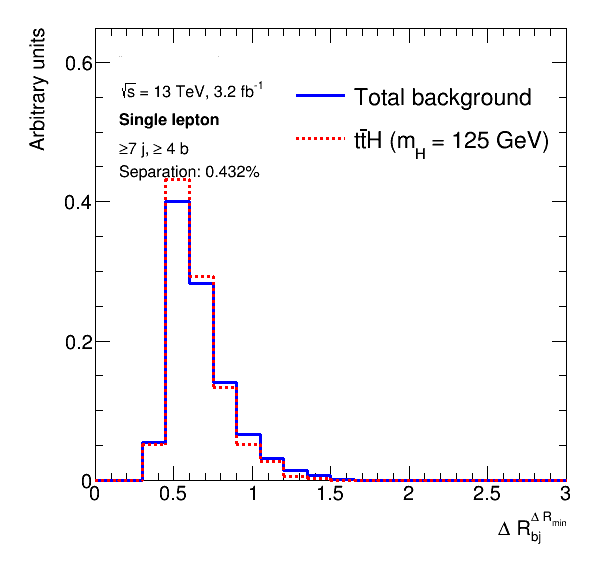 Arbitrary units
0.6
0.4
0.2
0
√s = 13 TeV, 3.2 fb⁻¹
Single lepton
≥7 j, ≥ 4 b
Separation: 0.432%
Total background
tt̄H (m_H = 125 GeV)
0 0.5 1 1.5 2 2.5 3
Δ R_bj^Δ R_min